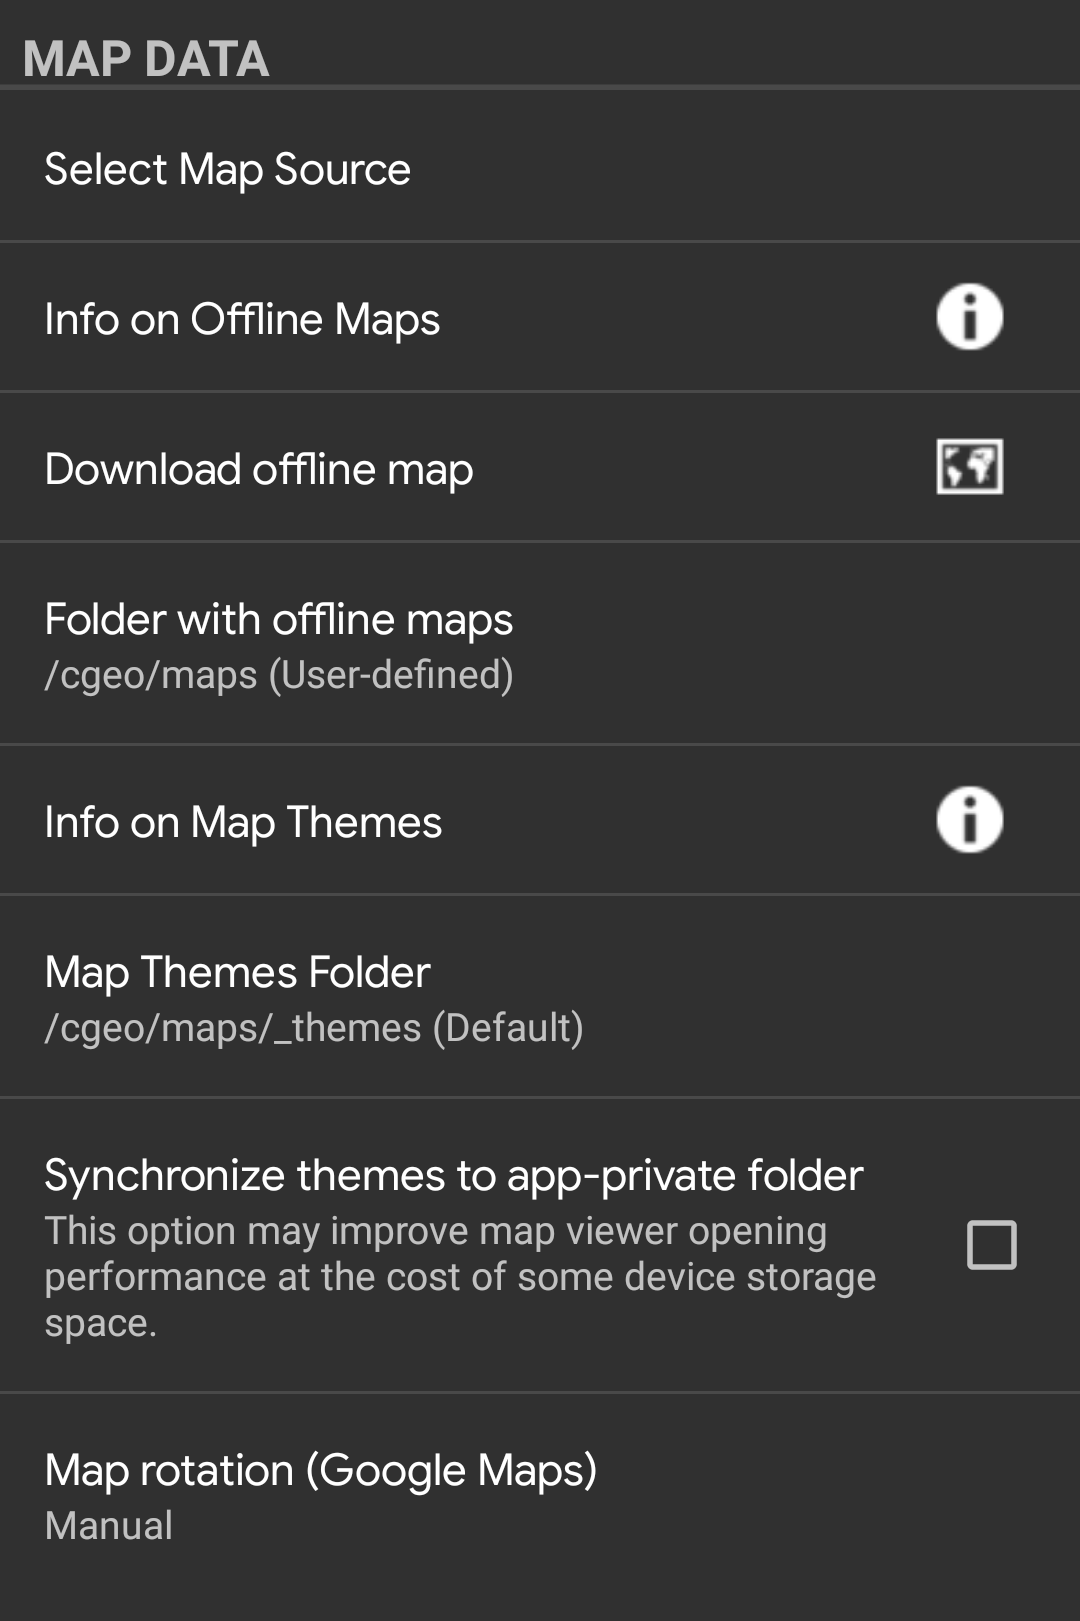 MAP DATA
Select Map Source
Info on Offline Maps
Download offline map
Folder with offline maps
/cgeo/maps (User-defined)
Info on Map Themes
Map Themes Folder
/cgeo/maps/_themes (Default)
Synchronize themes to app-private folder
This option may improve map viewer opening
performance at the cost of some device storage
space.
Map rotation (Google Maps)
Manual